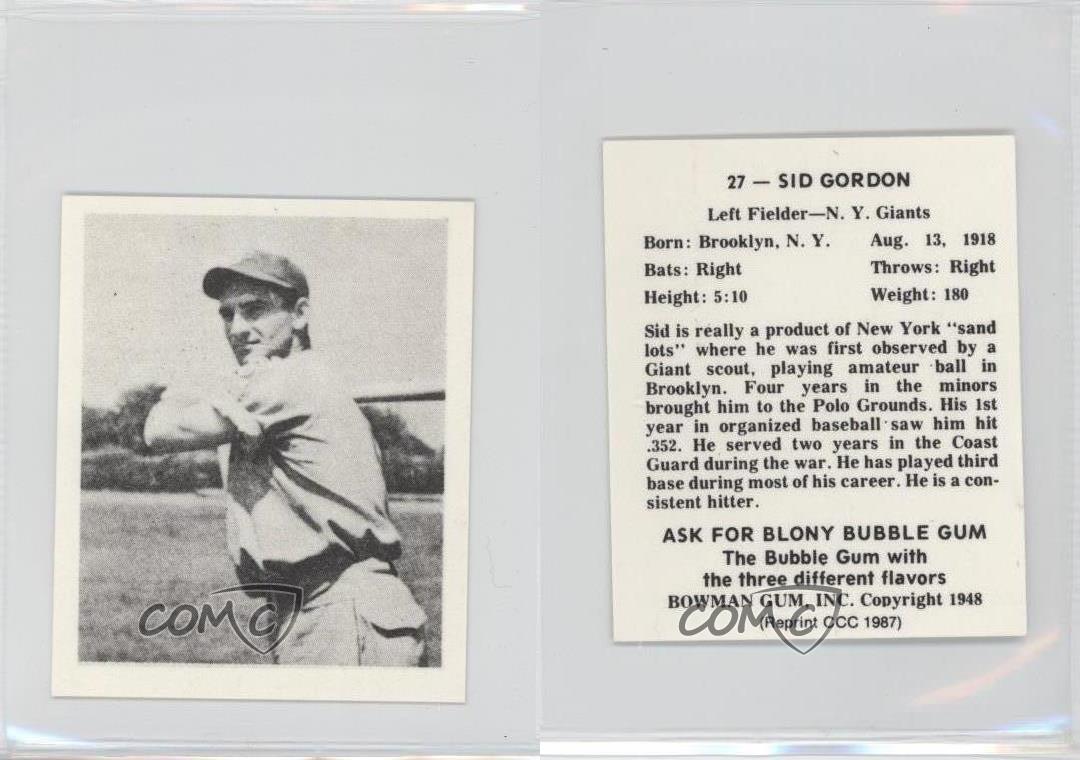 COMC
27 — SID GORDON
Left Fielder—N. Y. Giants
Born: Brooklyn, N. Y. Aug. 13, 1918
Bats: Right Throws: Right
Height: 5:10 Weight: 180
Sid is really a product of New York "sand
lots" where he was first observed by a
Giant scout, playing amateur ball in
Brooklyn. Four years in the minors
brought him to the Polo Grounds. His 1st
year in organized baseball saw him hit
.352. He served two years in the Coast
Guard during the war. He has played third
base during most of his career. He is a con-
sistent hitter.
ASK FOR BLONY BUBBLE GUM
The Bubble Gum with
the three different flavors
BOWMAN GUM, INC. Copyright 1948
(Reprint CCC 1987)
COMC